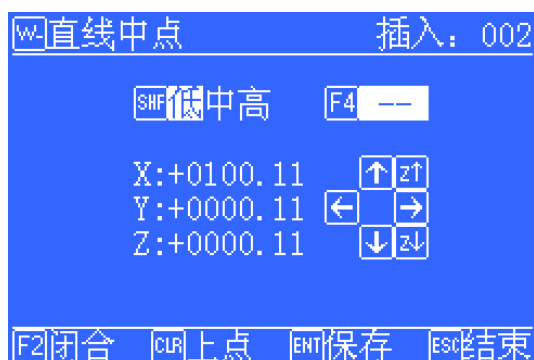 W-直线中点 插入: 002
SHF低中高 F4 --
X:+0100.11 ↑ Z↑
Y:+0000.11 ← →
Z:+0000.11 ↓ Z↓
F2闭合 CLR上点 ENT保存 ESC结束